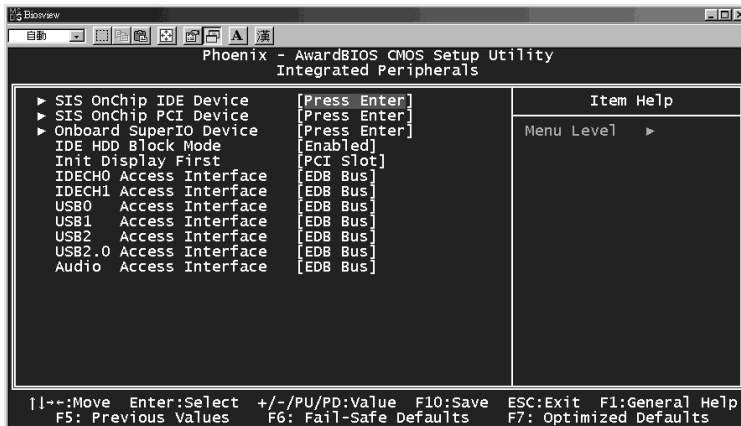 Biosview
自動 A 漢
Phoenix - AwardBIOS CMOS Setup Utility
Integrated Peripherals
► SIS OnChip IDE Device [Press Enter]
► SIS OnChip PCI Device [Press Enter]
► Onboard SuperIO Device [Press Enter]
IDE HDD Block Mode [Enabled]
Init Display First [PCI Slot]
IDECH0 Access Interface [EDB Bus]
IDECH1 Access Interface [EDB Bus]
USB0 Access Interface [EDB Bus]
USB1 Access Interface [EDB Bus]
USB2 Access Interface [EDB Bus]
USB2.0 Access Interface [EDB Bus]
Audio Access Interface [EDB Bus]
Item Help
Menu Level ►
↑↓→←:Move Enter:Select +/-/PU/PD:Value F10:Save ESC:Exit F1:General Help
F5: Previous Values F6: Fail-Safe Defaults F7: Optimized Defaults